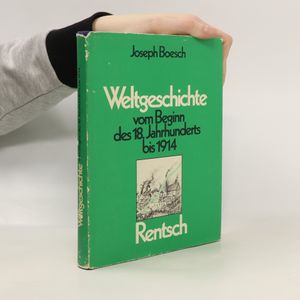 Joseph Boesch
Weltgeschichte
vom Beginn
des 18. Jahrhunderts
bis 1914
Rentsch
Weltgeschichte